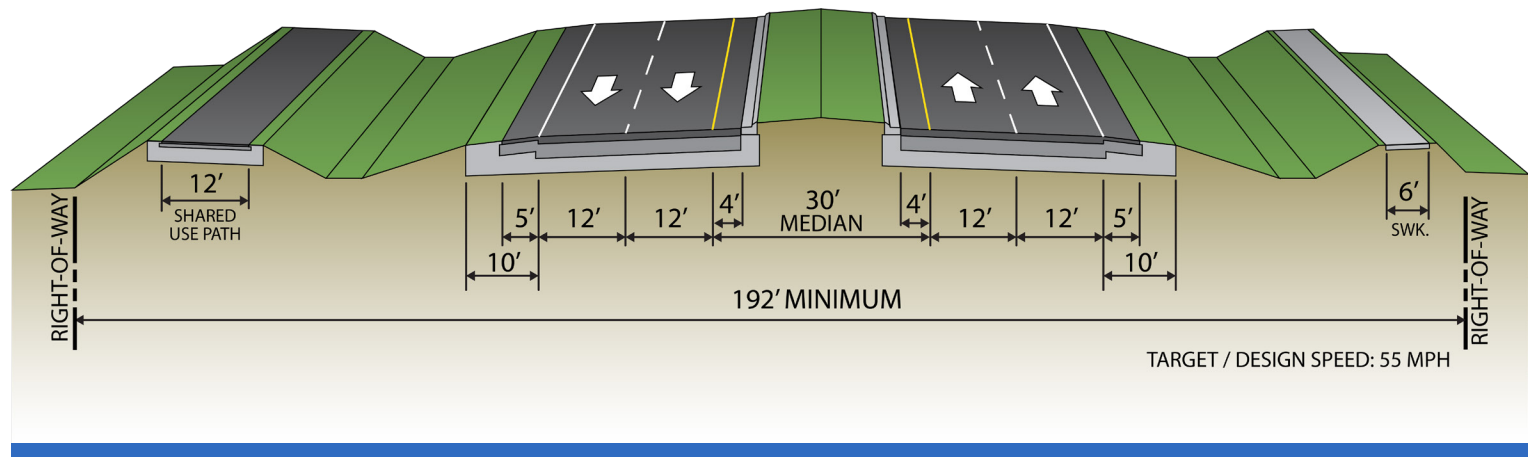 12’
SHARED
USE PATH
5’
12’
12’
4’
30’
MEDIAN
4’
12’
12’
5’
6’
SWK.
10’
10’
192’ MINIMUM
RIGHT-OF-WAY
RIGHT-OF-WAY
TARGET / DESIGN SPEED: 55 MPH